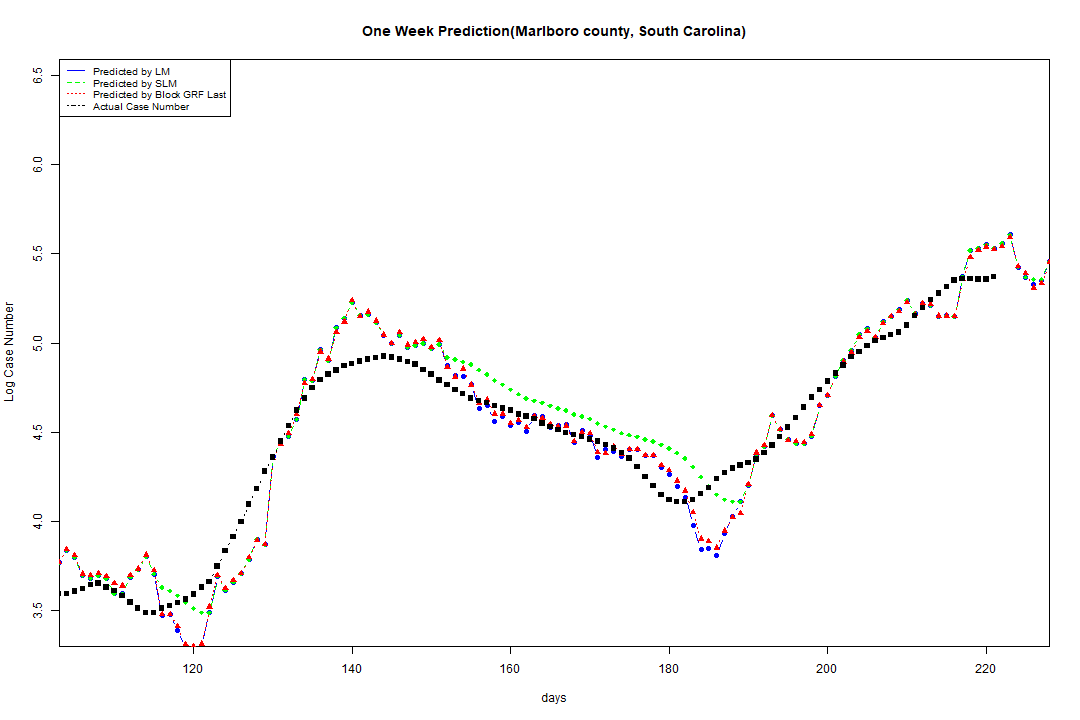 One Week Prediction(Marlboro county, South Carolina)
Predicted by LM
Predicted by SLM
Predicted by Block GRF Last
Actual Case Number
6.5
6.0
5.5
5.0
4.5
4.0
3.5
Log Case Number
120 140 160 180 200 220
days